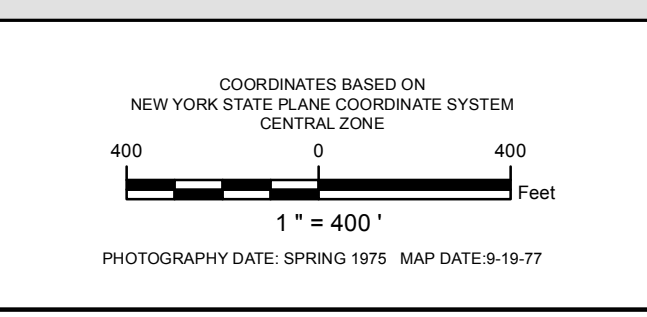 COORDINATES BASED ON
NEW YORK STATE PLANE COORDINATE SYSTEM
CENTRAL ZONE
400 0 400
Feet
1 " = 400 '
PHOTOGRAPHY DATE: SPRING 1975 MAP DATE:9-19-77